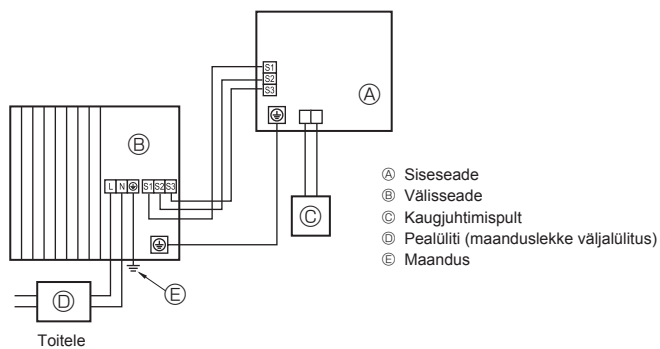 S1
S2
S3
Ⓐ
Ⓑ
L N S1 S2 S3
Ⓒ
Ⓓ
Ⓔ
Toitele
Ⓐ Siseseade
Ⓑ Välisseade
Ⓒ Kaugjuhtimispult
Ⓓ Pealüliti (maanduslekke väljalülitus)
Ⓔ Maandus